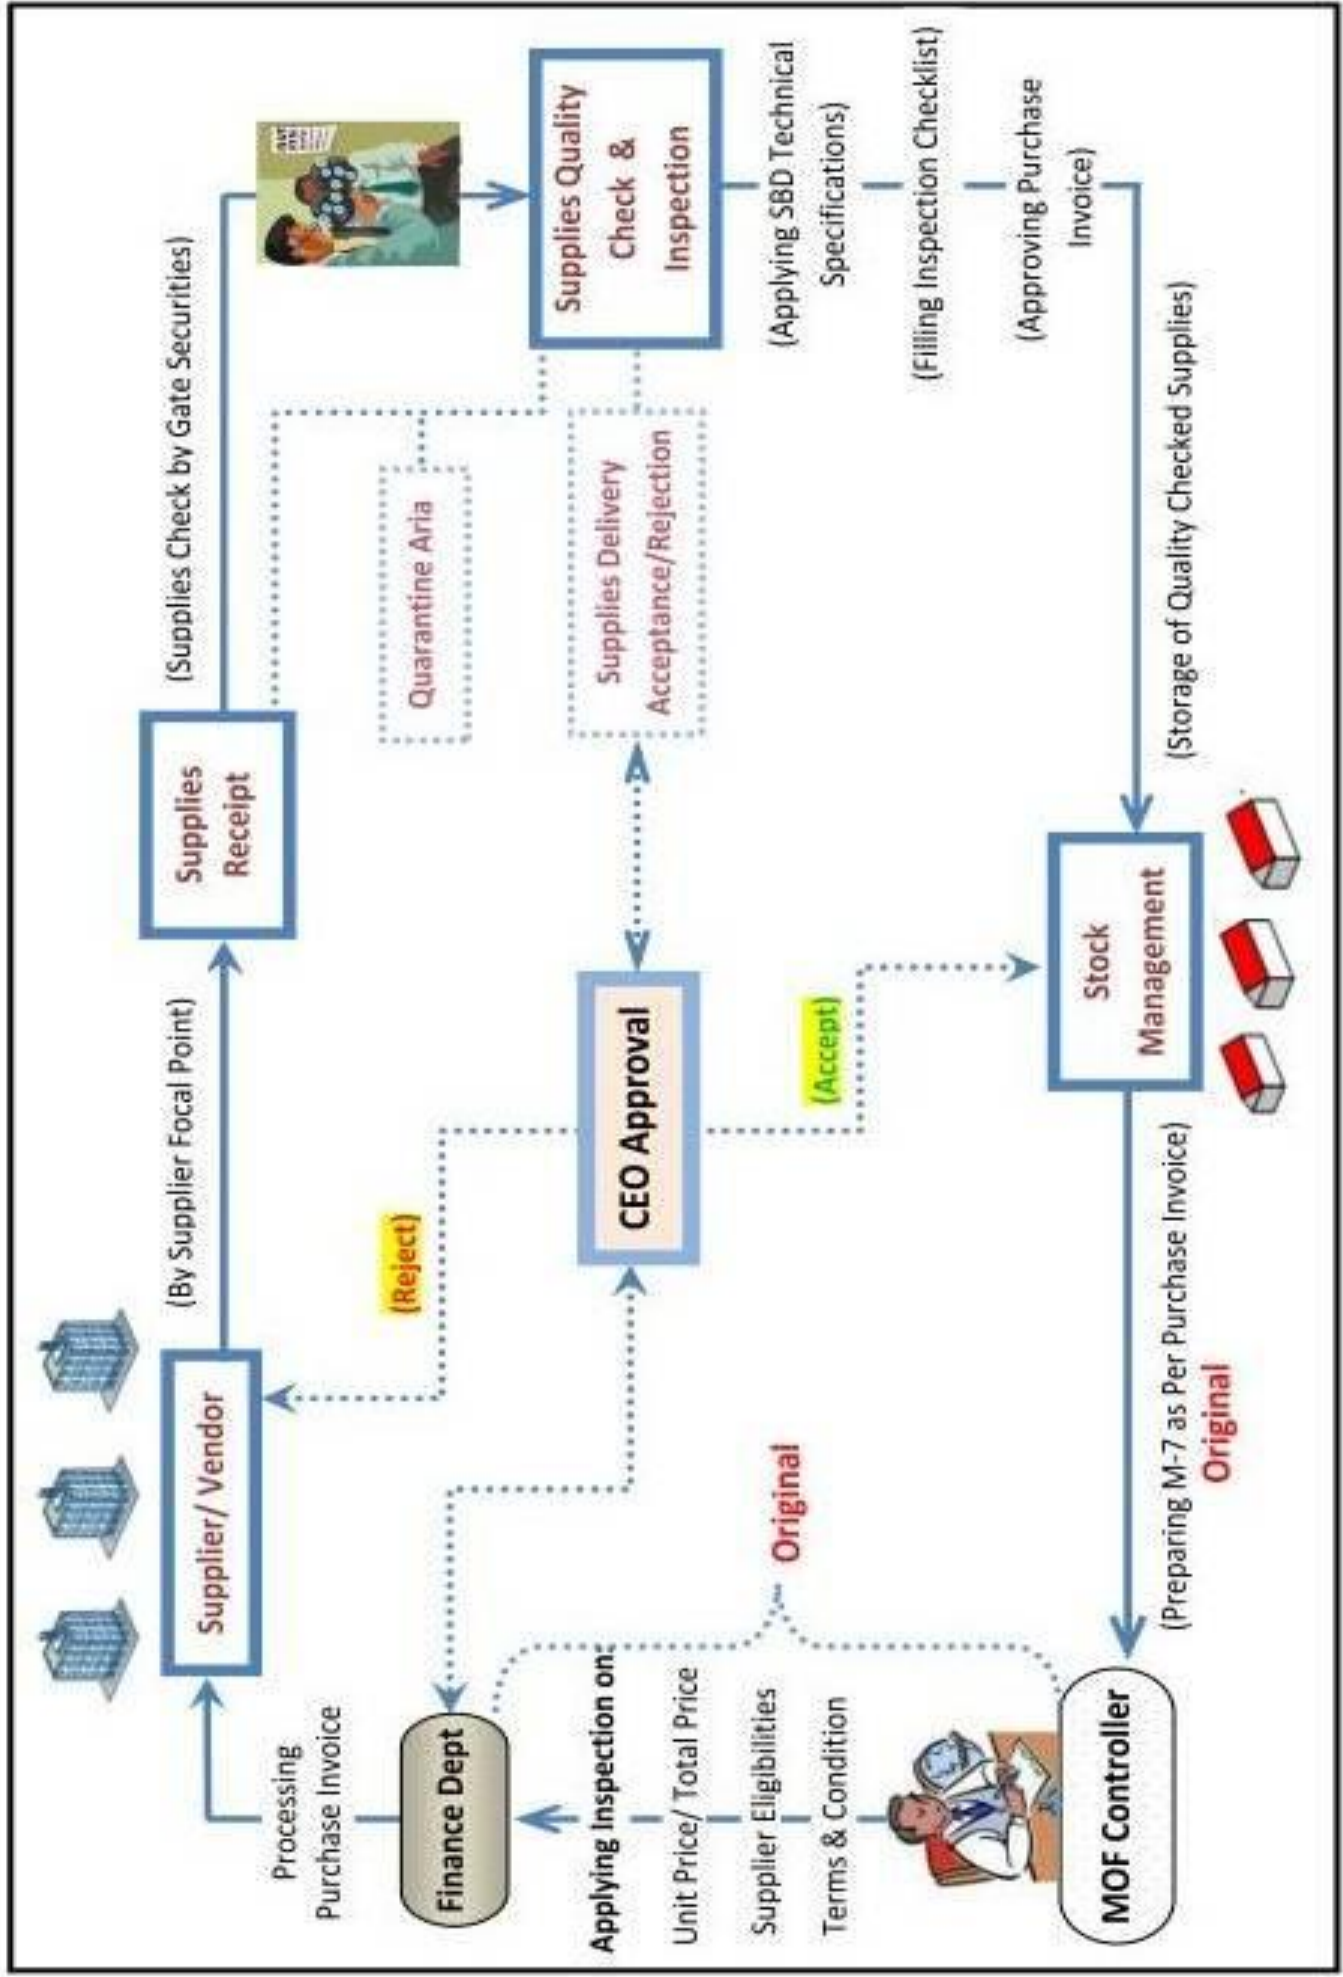 Processing
Purchase Invoice
Supplier/ Vendor
(By Supplier Focal Point)
Supplies
Receipt
(Supplies Check by Gate Securities)
Finance Dept
(Reject)
Quarantine Aria
Supplies Quality
Check &
Inspection
Applying Inspection on:
Unit Price/ Total Price
Supplier Eligibilities
Terms & Condition
Original
CEO Approval
(Accept)
Supplies Delivery
Acceptance/Rejection
(Applying SBD Technical
Specifications)
(Filling Inspection Checklist)
(Approving Purchase
Invoice)
MOF Controller
(Preparing M-7 as Per Purchase Invoice)
Original
Stock
Management
(Storage of Quality Checked Supplies)